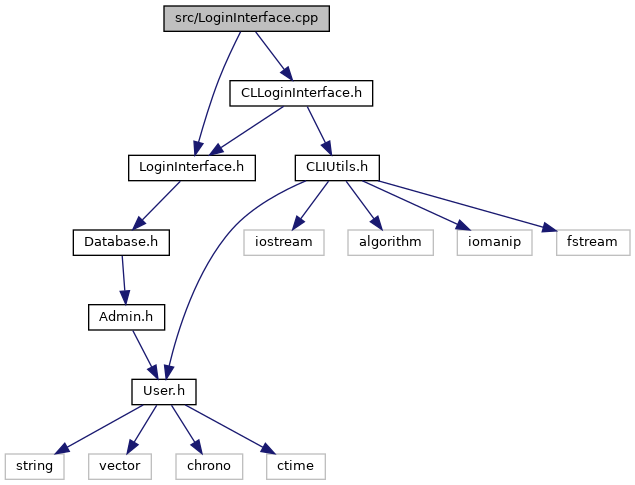 src/LoginInterface.cpp
CLLoginInterface.h
LoginInterface.h
CLIUtils.h
Database.h
iostream
algorithm
iomanip
fstream
Admin.h
User.h
string
vector
chrono
ctime